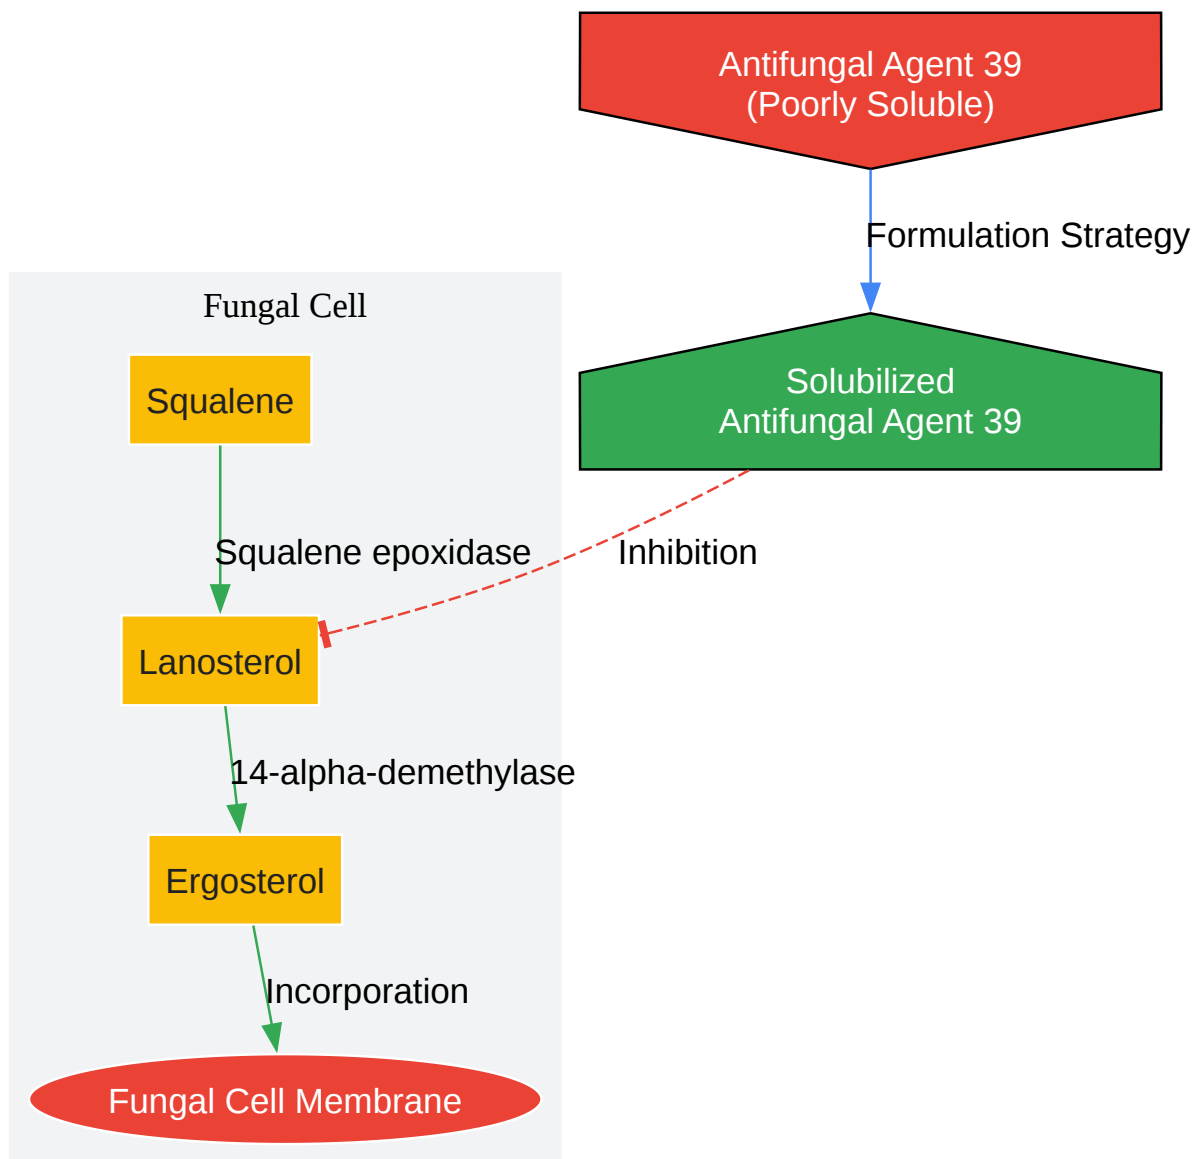 Antifungal Agent 39
(Poorly Soluble)
Formulation Strategy
Fungal Cell
Solubilized
Antifungal Agent 39
Squalene
Squalene epoxidase
Inhibition
Lanosterol
14-alpha-demethylase
Ergosterol
Incorporation
Fungal Cell Membrane